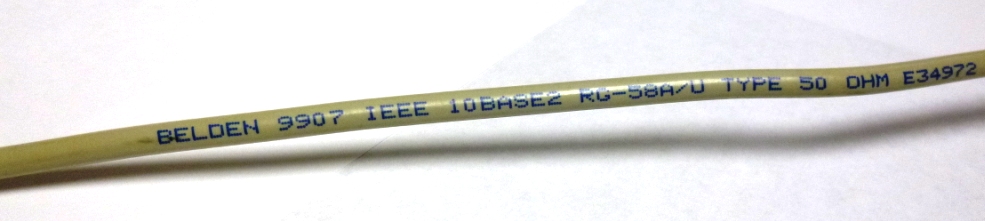 BELDEN 9907 IEEE 10BASE2 RG-58A/U TYPE 50 OHM E34972